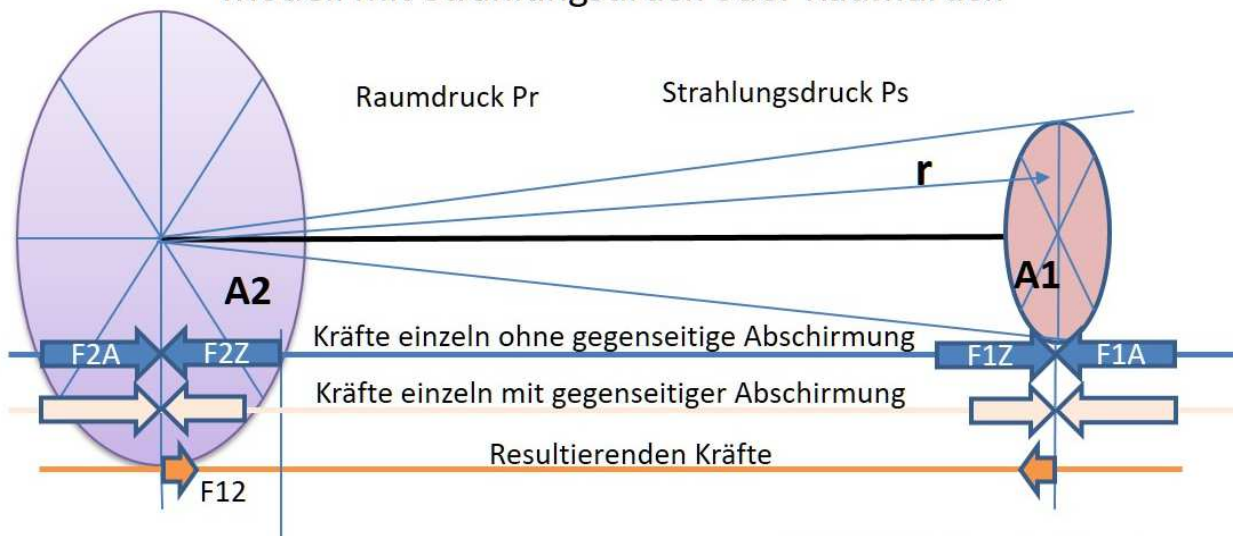 Raumdruck Pr
Strahlungsdruck Ps
r
A2
A1
Kräfte einzeln ohne gegenseitige Abschirmung
F2A
F2Z
F1Z
F1A
Kräfte einzeln mit gegenseitiger Abschirmung
Resultierenden Kräfte
F12